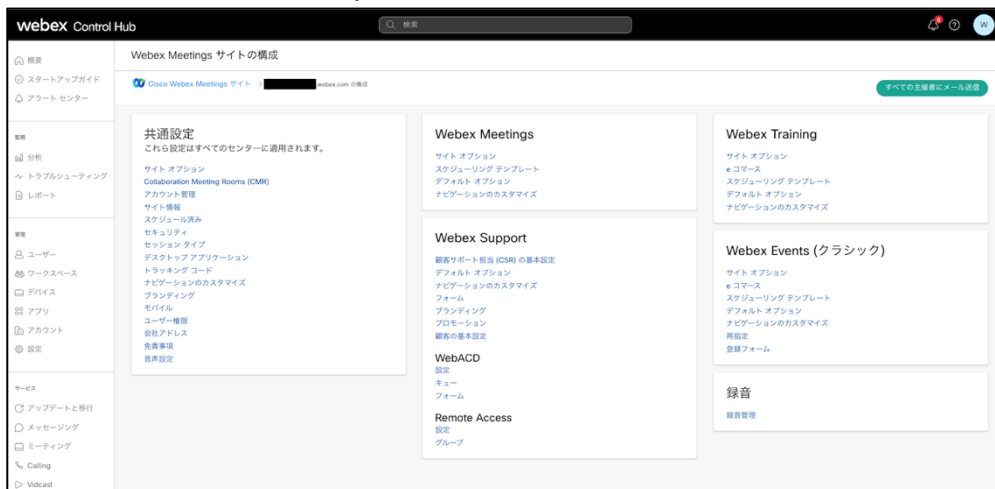 webex Control Hub
検索
W
概要
スタートアップガイド
アラート センター
監視
分析
トラブルシューティング
レポート
管理
ユーザー
ワークスペース
デバイス
アプリ
アカウント
設定
サービス
アップデートと移行
メッセージング
ミーティング
Calling
Vidcast
Webex Meetings サイトの構成
Cisco Webex Meetings サイト > .webex.com の構成
すべての主催者にメール送信
共通設定
これら設定はすべてのセンターに適用されます。
サイト オプション
Collaboration Meeting Rooms (CMR)
アカウント管理
サイト情報
スケジュール済み
セキュリティ
セッション タイプ
デスクトップ アプリケーション
トラッキング コード
ナビゲーションのカスタマイズ
ブランディング
モバイル
ユーザー権限
会社アドレス
免責事項
音声設定
Webex Meetings
サイト オプション
スケジューリング テンプレート
デフォルト オプション
ナビゲーションのカスタマイズ
Webex Support
顧客サポート担当 (CSR) の基本設定
デフォルト オプション
ナビゲーションのカスタマイズ
フォーム
ブランディング
プロモーション
顧客の基本設定
WebACD
設定
キュー
フォーム
Remote Access
設定
グループ
Webex Training
サイト オプション
e コマース
スケジューリング テンプレート
デフォルト オプション
ナビゲーションのカスタマイズ
Webex Events (クラシック)
サイト オプション
e コマース
スケジューリング テンプレート
デフォルト オプション
ナビゲーションのカスタマイズ
再指定
登録フォーム
録音
録音管理